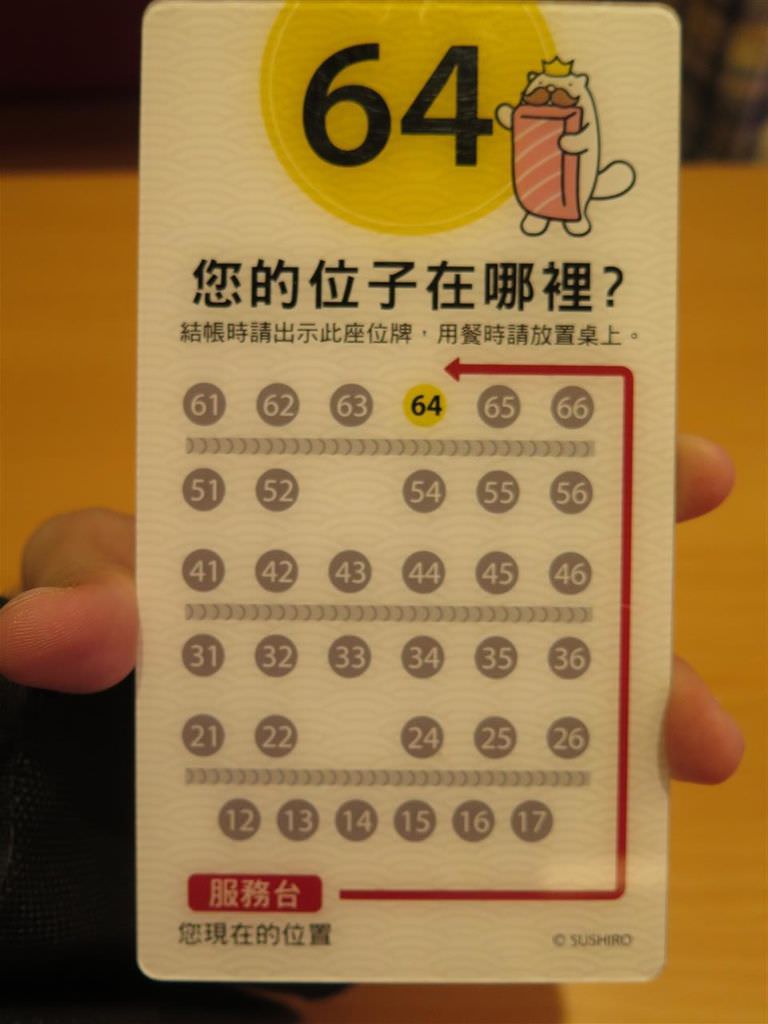 64
您的位子在哪裡?
結帳時請出示此座位牌，用餐時請放置桌上。
61 62 63 64 65 66
51 52 54 55 56
41 42 43 44 45 46
31 32 33 34 35 36
21 22 24 25 26
12 13 14 15 16 17
服務台
您現在的位置
© SUSHIRO